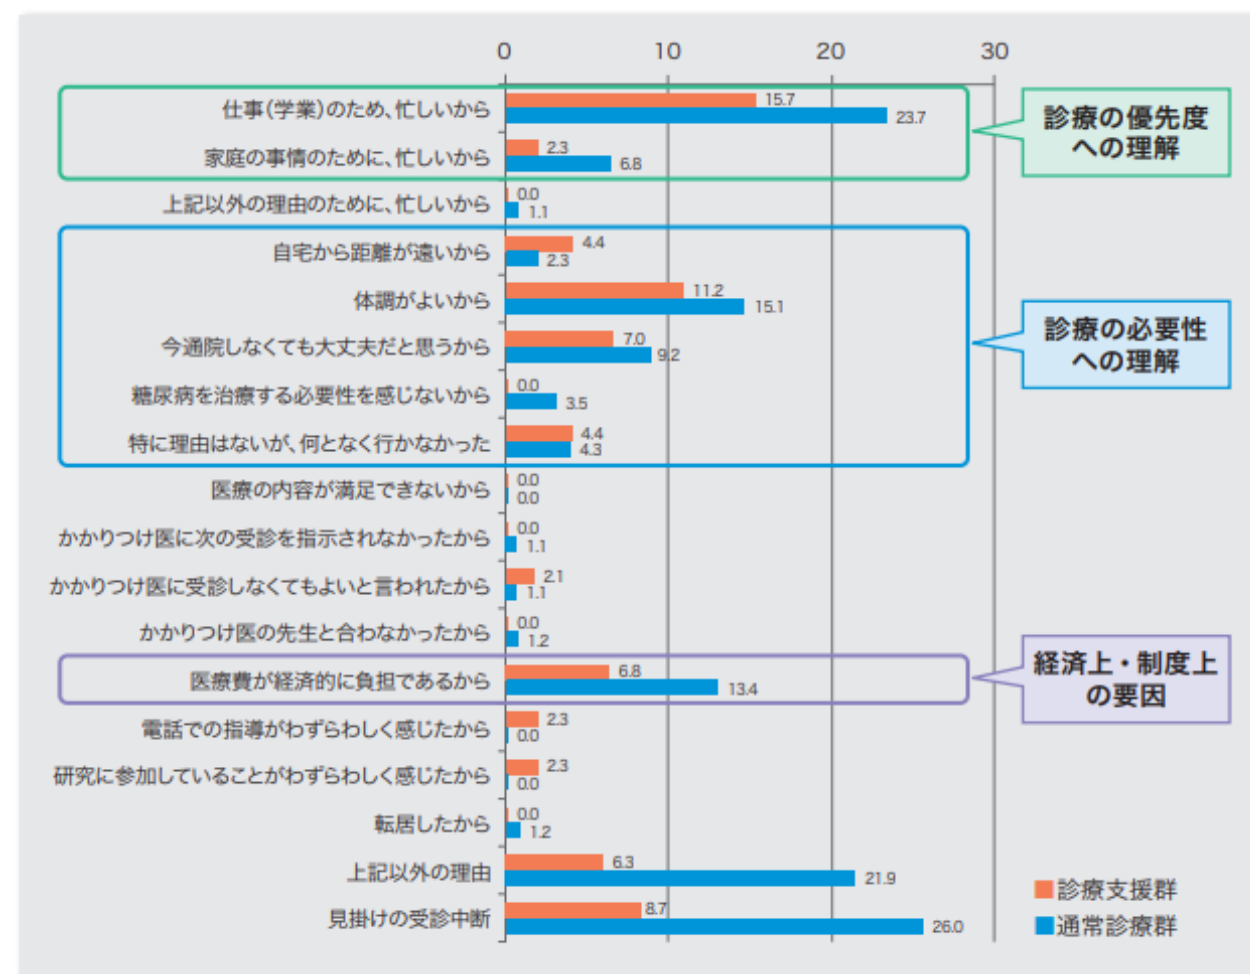 0 10 20 30
仕事(学業)のため、忙しいから 15.7
23.7
診療の優先度
への理解
家庭の事情のために、忙しいから 2.3
6.8
上記以外の理由のために、忙しいから 0.0
1.1
自宅から距離が遠いから 4.4
2.3
体調がよいから 11.2
15.1
診療の必要性
への理解
今通院しなくても大丈夫だと思うから 7.0
9.2
糖尿病を治療する必要性を感じないから 0.0
3.5
特に理由はないが、何となく行かなかった 4.4
4.3
医療の内容が満足できないから 0.0
0.0
かかりつけ医に次の受診を指示されなかったから 0.0
1.1
かかりつけ医に受診しなくてもよいと言われたから 2.1
1.1
かかりつけ医の先生と合わなかったから 0.0
1.2
医療費が経済的に負担であるから 6.8
13.4
経済上・制度上
の要因
電話での指導がわずらわしく感じたから 2.3
0.0
研究に参加していることがわずらわしく感じたから 2.3
0.0
転居したから 0.0
1.2
上記以外の理由 6.3
21.9
見掛けの受診中断 8.7
26.0
診療支援群
通常診療群